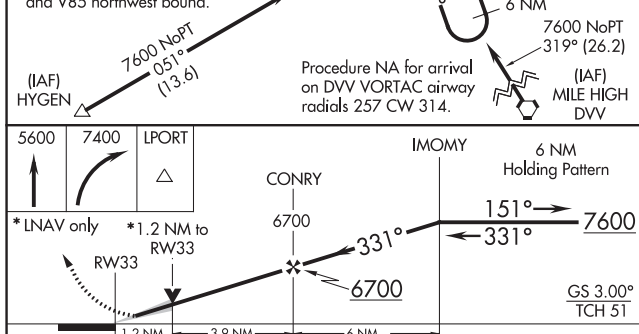 and V85 northwest bound.
6 NM
7600 NoPT
051°
(13.6)
7600 NoPT
319° (26.2)
(IAF)
HYGEN
Procedure NA for arrival
on DVV VORTAC airway
radials 257 CW 314.
(IAF)
MILE HIGH
DVV
5600
7400
LPORT
IMOMY
6 NM
Holding Pattern
CONRY
6700
* LNAV only
*1.2 NM to
RW33
RW33
151°
331°
7600
331°
6700
GS 3.00°
TCH 51
1.2 NM
3.9 NM
6 NM